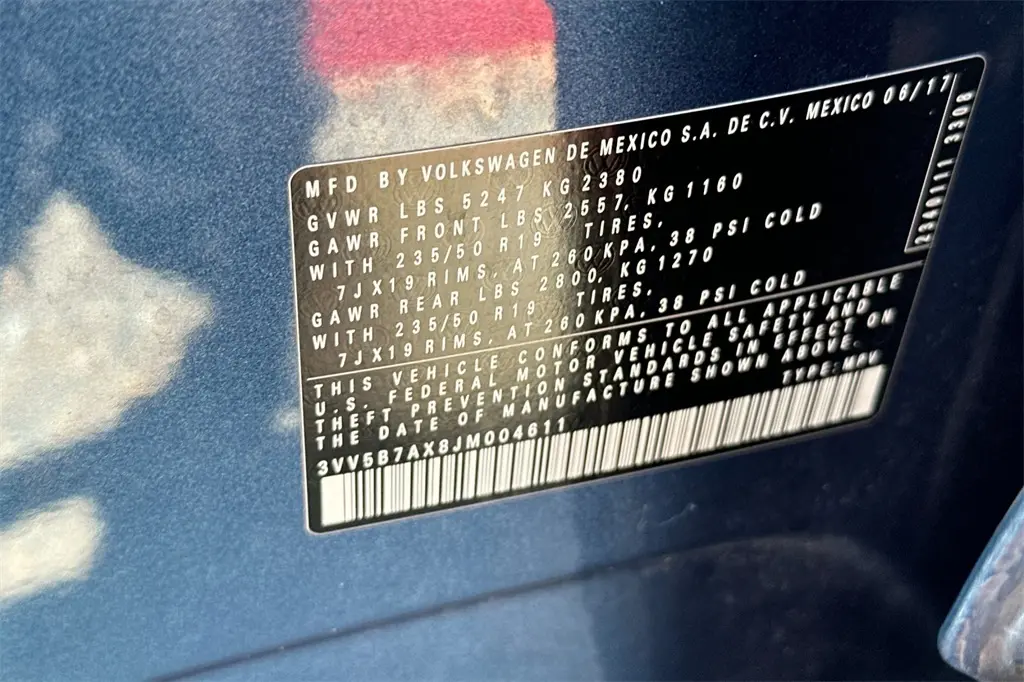 MFD BY VOLKSWAGEN DE MEXICO S.A. DE C.V. MEXICO 06/17
GVWR LBS 5247 KG 2380
GAWR FRONT LBS 2557, KG 1160
WITH 235/50 R19 TIRES,
7JX19 RIMS, AT 260KPA, 38 PSI COLD
GAWR REAR LBS 2800, KG 1270
WITH 235/50 R19 TIRES,
7JX19 RIMS, AT 260KPA, 38 PSI COLD
THIS VEHICLE CONFORMS TO ALL APPLICABLE
U.S. FEDERAL MOTOR VEHICLE SAFETY AND
THEFT PREVENTION STANDARDS IN EFFECT ON
THE DATE OF MANUFACTURE SHOWN ABOVE.
3VV5B7AX8JM004611 TYPE:
3308